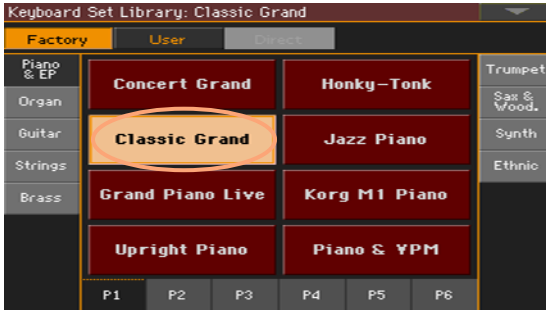 Keyboard Set Library: Classic Grand
Factory User Direct
Piano
& EP
Organ
Guitar
Strings
Brass
Concert Grand Honky-Tonk
Classic Grand Jazz Piano
Grand Piano Live Korg M1 Piano
Upright Piano Piano & ¥PM
P1 P2 P3 P4 P5 P6
Trumpet
Sax &
Wood.
Synth
Ethnic